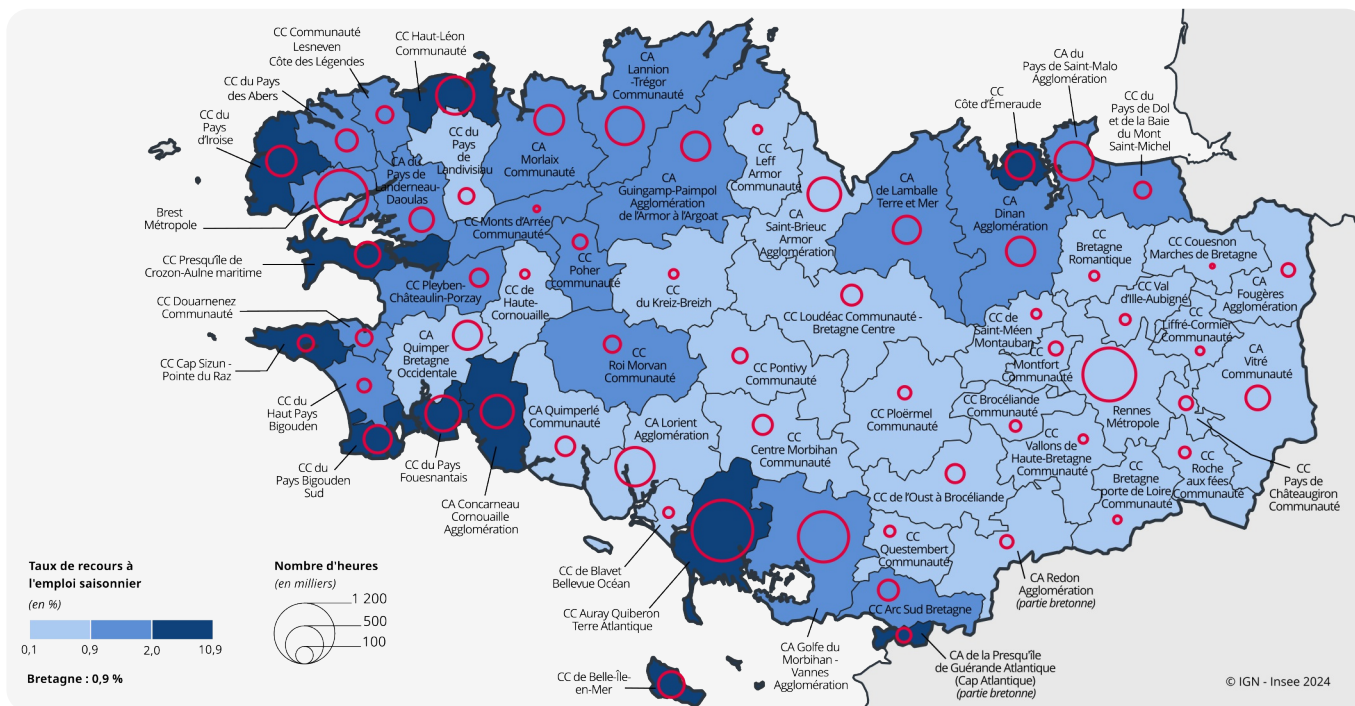 CC Communauté
Lesneven
Côte des Légendes
CC Haut-Léon
Communauté
CC du Pays
des Abers
CC du
Pays
d'Iroise
Brest
Métropole
CC Presqu'île de
Crozon-Aulne maritime
CC Douarnenez
Communauté
CC Cap Sizun -
Pointe du Raz
CC du
Haut Pays
Bigouden
CC du
Pays Bigouden
Sud
CC du Pays
Fouesnantais
CA Concarneau
Cornouaille
Agglomération
CA du
Pays de
Landerneau-
Daoulas
CC du
Pays
de
Landivisiau
CA
Morlaix
Communauté
CA
Lannion
-Trégor
Communauté
CA
Guingamp-Paimpol
Agglomération
de l'Armor à l'Argoat
CC
Leff
Armor
Communauté
CA
Saint-Brieuc
Armor
Agglomération
CC Monts d'Arrée
Communauté
CC
Poher
communauté
CC Pleyben-
Châteaulin-Porzay
CC de
Haute-
Cornouaille
CA
Quimper
Bretagne
Occidentale
CC
du Kreiz-Breizh
CC
Roi Morvan
Communauté
CA Quimperlé
Communauté
CA Lorient
Agglomération
CC Pontivy
Communauté
CC
Centre Morbihan
Communauté
CC Loudéac Communauté -
Bretagne Centre
CA
de Lamballe
Terre et Mer
CA
Dinan
Agglomération
CC
Côte d'Émeraude
CA du
Pays de Saint-Malo
Agglomération
CC du
Pays de Dol
et de la Baie
du Mont
Saint-Michel
CC
Bretagne
Romantique
CC Couesnon
Marches de Bretagne
CA
Fougères
Agglomération
CC Val
d'Ille-Aubigné
CC
Liffré-Cormier
Communauté
CA
Vitré
Communauté
CC de
Saint-Méen
Montauban
CC
Montfort
Communauté
Rennes
Métropole
CC Ploërmel
Communauté
CC Brocéliande
Communauté
CC
Vallons de
Haute-Bretagne
Communauté
CC
Bretagne
porte de Loire
Communauté
CC
Roche
aux fées
Communauté
CC
Pays de
Châteaugiron
Communauté
CC de l'Oust à Brocéliande
CC
Questembert
Communauté
CA Redon
Agglomération
(partie bretonne)
CC Arc Sud Bretagne
CC de Blavet
Bellevue Océan
CC Auray Quiberon
Terre Atlantique
CA Golfe du
Morbihan -
Vannes
Agglomération
CA de la Presqu'île
de Guérande Atlantique
(Cap Atlantique)
(partie bretonne)
CC de Belle-Île-
en-Mer
Taux de recours à
l'emploi saisonnier
(en %)
0,1 0,9 2,0 10,9
Bretagne : 0,9 %
Nombre d'heures
(en milliers)
1 200
500
100
© IGN - Insee 2024